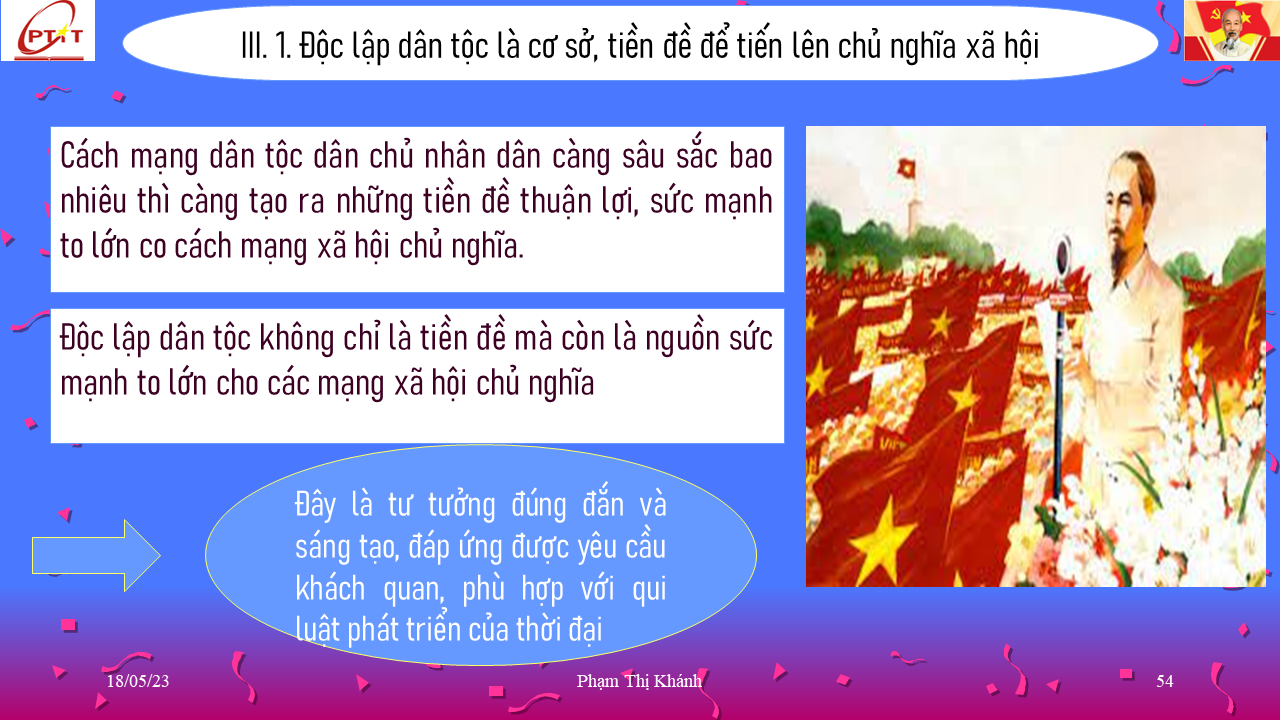 PTIT
III. 1. Độc lập dân tộc là cơ sở, tiền đề để tiến lên chủ nghĩa xã hội
Cách mạng dân tộc dân chủ nhân dân càng sâu sắc bao
nhiêu thì càng tạo ra những tiền đề thuận lợi, sức mạnh
to lớn co cách mạng xã hội chủ nghĩa.
Độc lập dân tộc không chỉ là tiền đề mà còn là nguồn sức
mạnh to lớn cho các mạng xã hội chủ nghĩa
Đây là tư tưởng đúng đắn và
sáng tạo, đáp ứng được yêu cầu
khách quan, phù hợp với qui
luật phát triển của thời đại
18/05/23
Phạm Thị Khánh
54